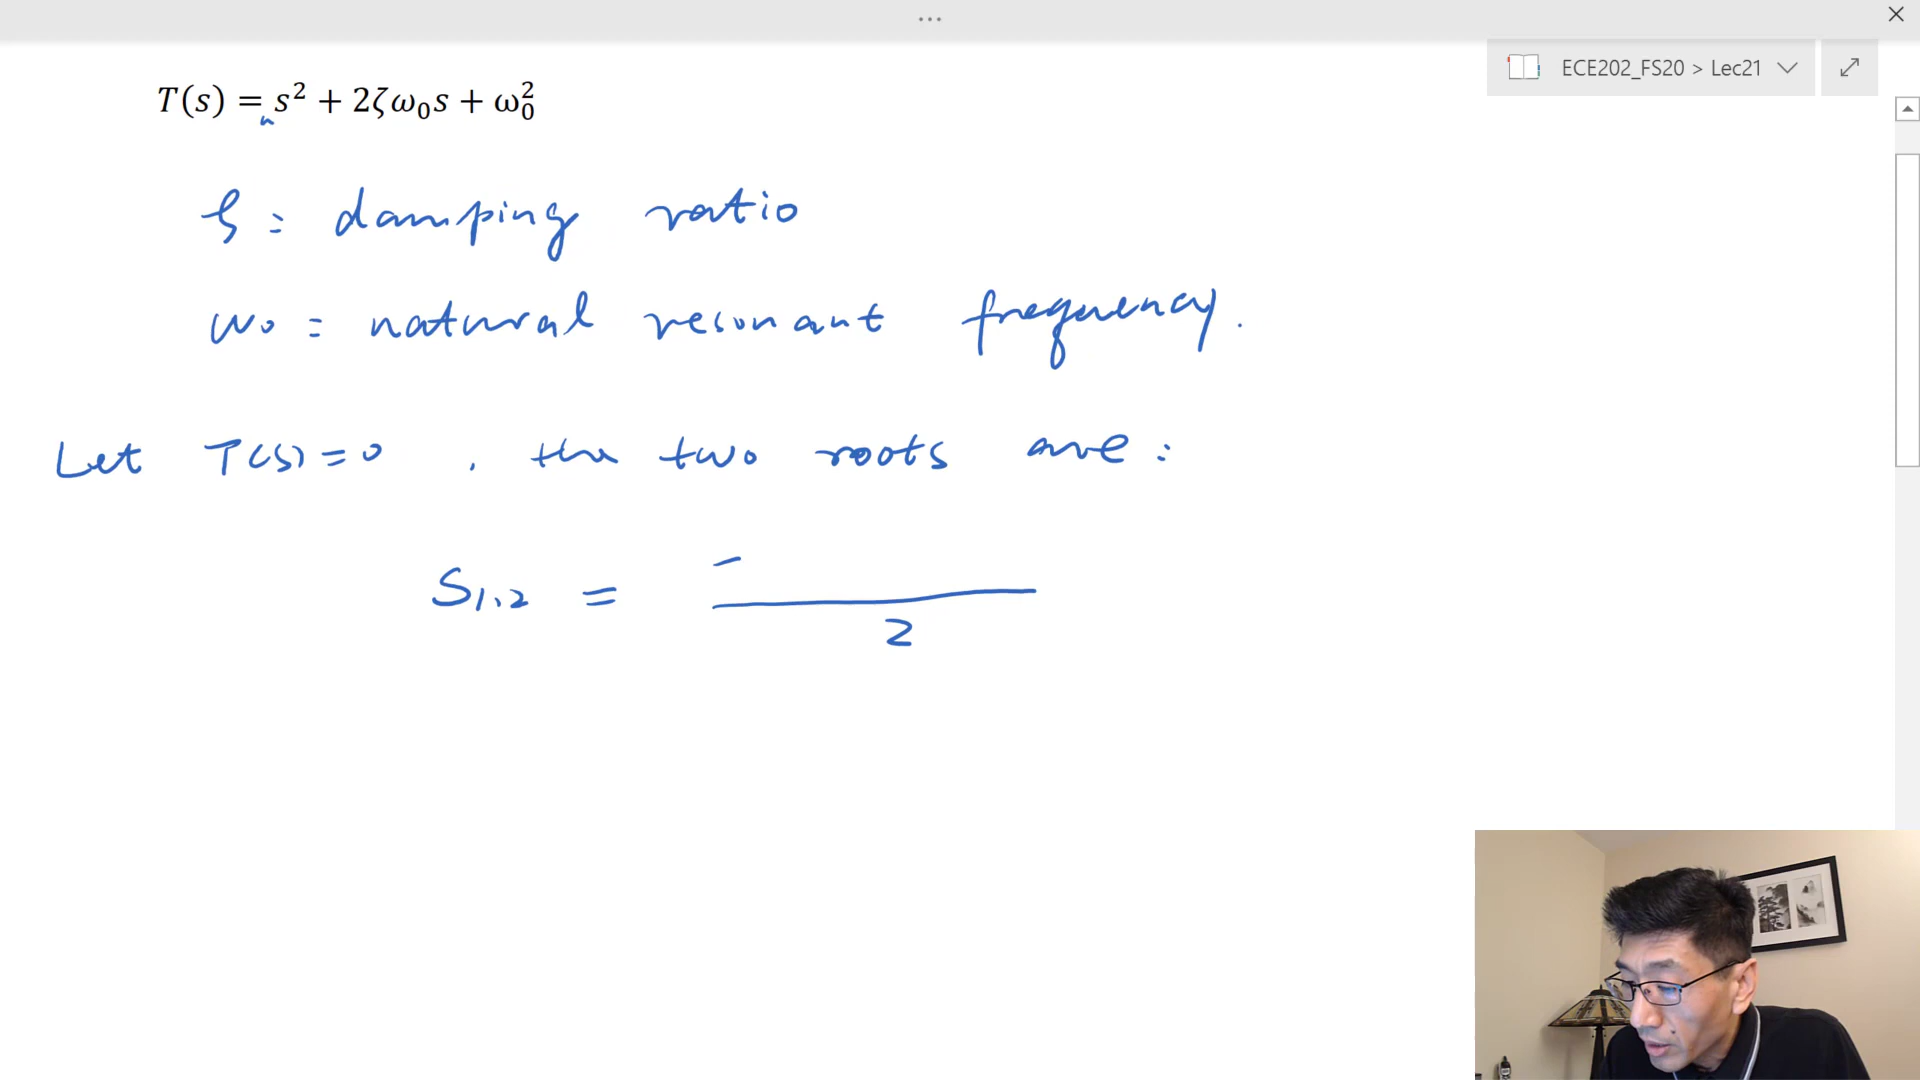 ...
ECE202_FS20 > Lec21
T(s) = s² + 2ζω₀s + ω₀²
ζ: damping ratio
ω₀: natural resonant frequency.
Let T(s)=0, the two roots are:
S₁,₂ = −
2